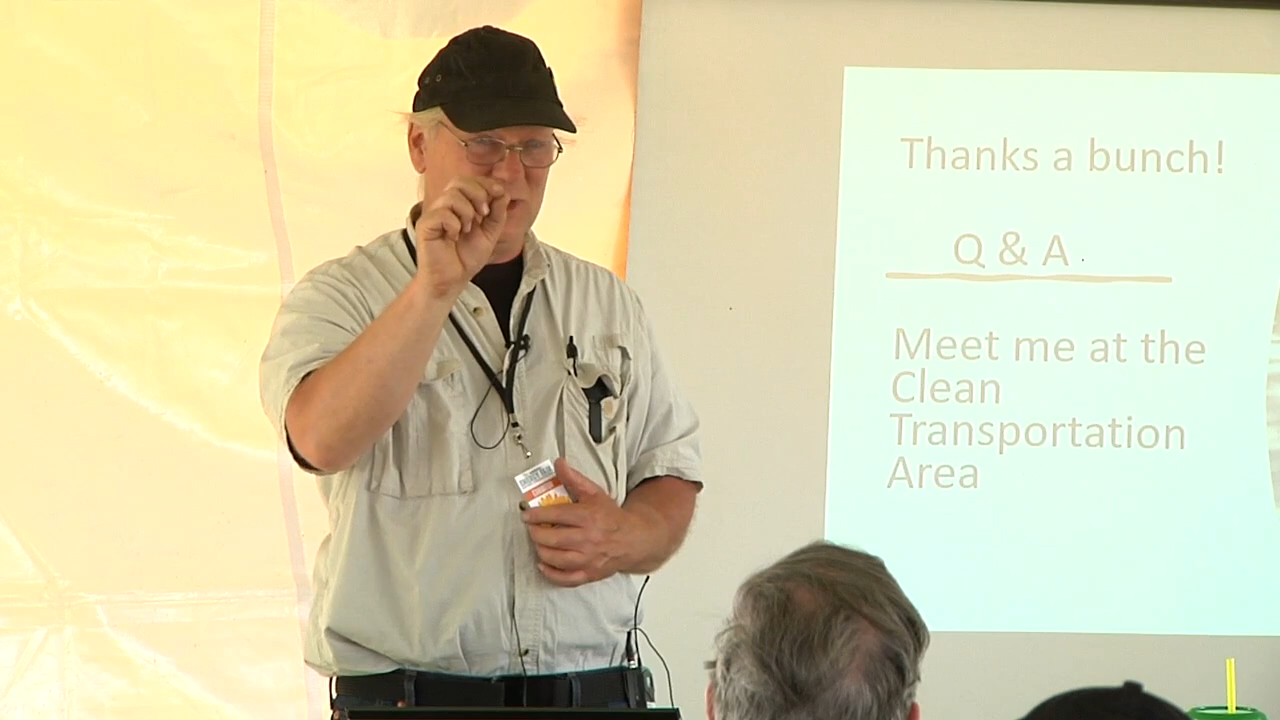 Thanks a bunch!
Q & A
Meet me at the
Clean
Transportation
Area